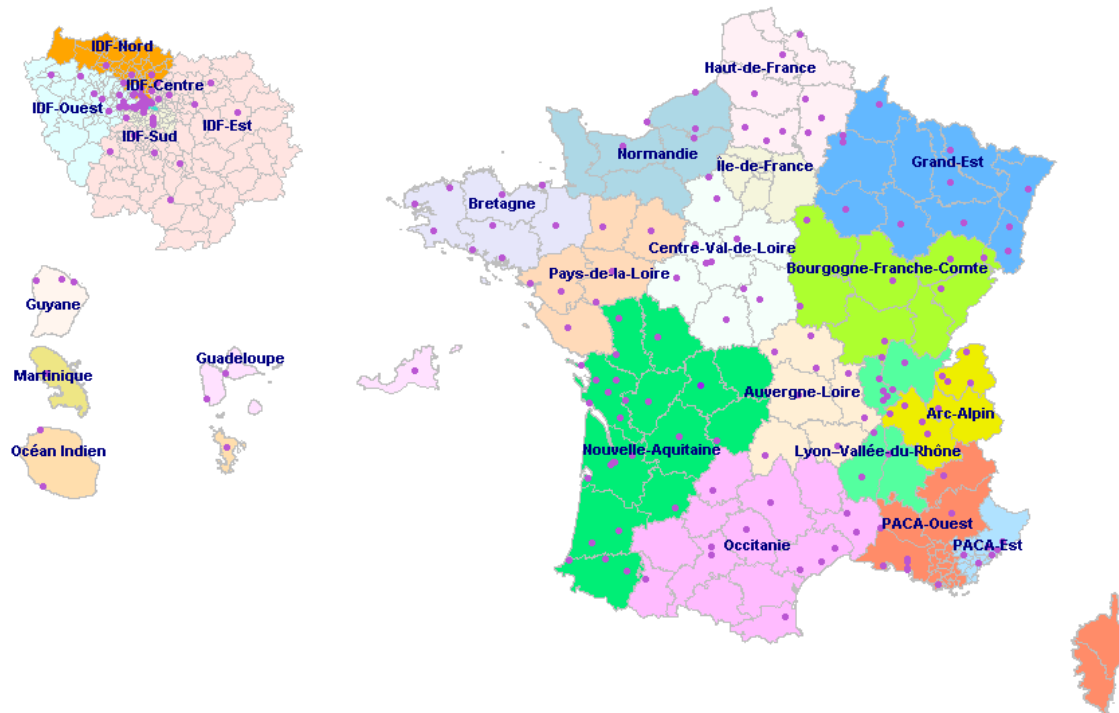 IDF-Nord
IDF-Centre
IDF-Ouest
IDF-Est
IDF-Sud
Haut-de-France
Normandie
Île-de-France
Grand-Est
Bretagne
Centre-Val-de-Loire
Pays-de-la-Loire
Bourgogne-Franche-Comte
Guyane
Guadeloupe
Martinique
Auvergne-Loire
Arc-Alpin
Océan Indien
Nouvelle-Aquitaine
Lyon–Vallée-du-Rhône
PACA-Ouest
Occitanie
PACA-Est